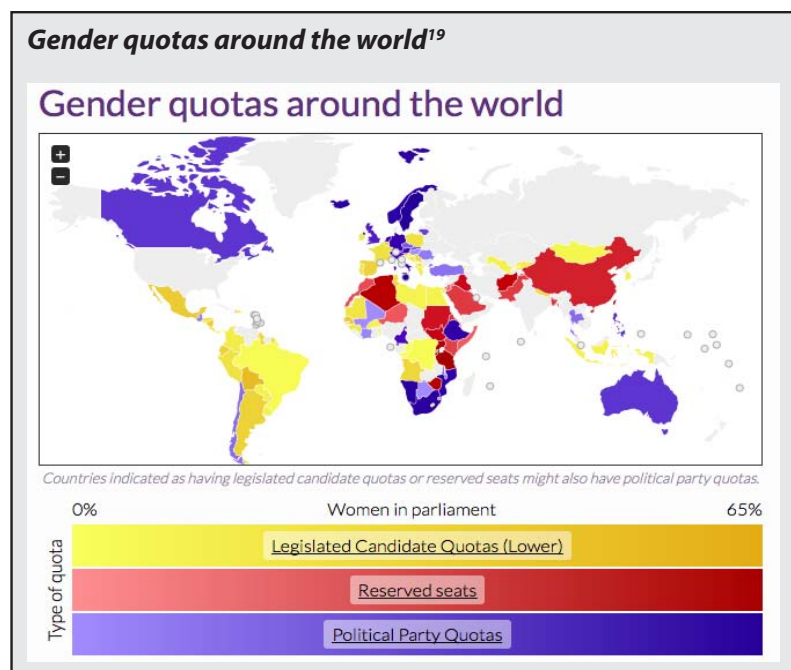 Gender quotas around the world19
Gender quotas around the world
+
−
Countries indicated as having legislated candidate quotas or reserved seats might also have political party quotas.
0% Women in parliament 65%
Type of quota
Legislated Candidate Quotas (Lower)
Reserved seats
Political Party Quotas